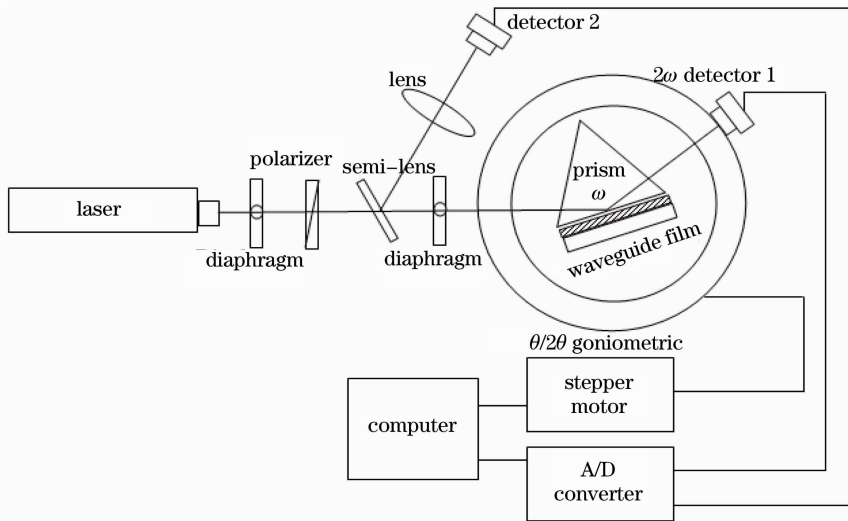 detector 2
2ω detector 1
lens
polarizer
semi-lens
prism
ω
laser
diaphragm
diaphragm
waveguide film
θ/2θ goniometric
stepper
motor
computer
A/D
converter